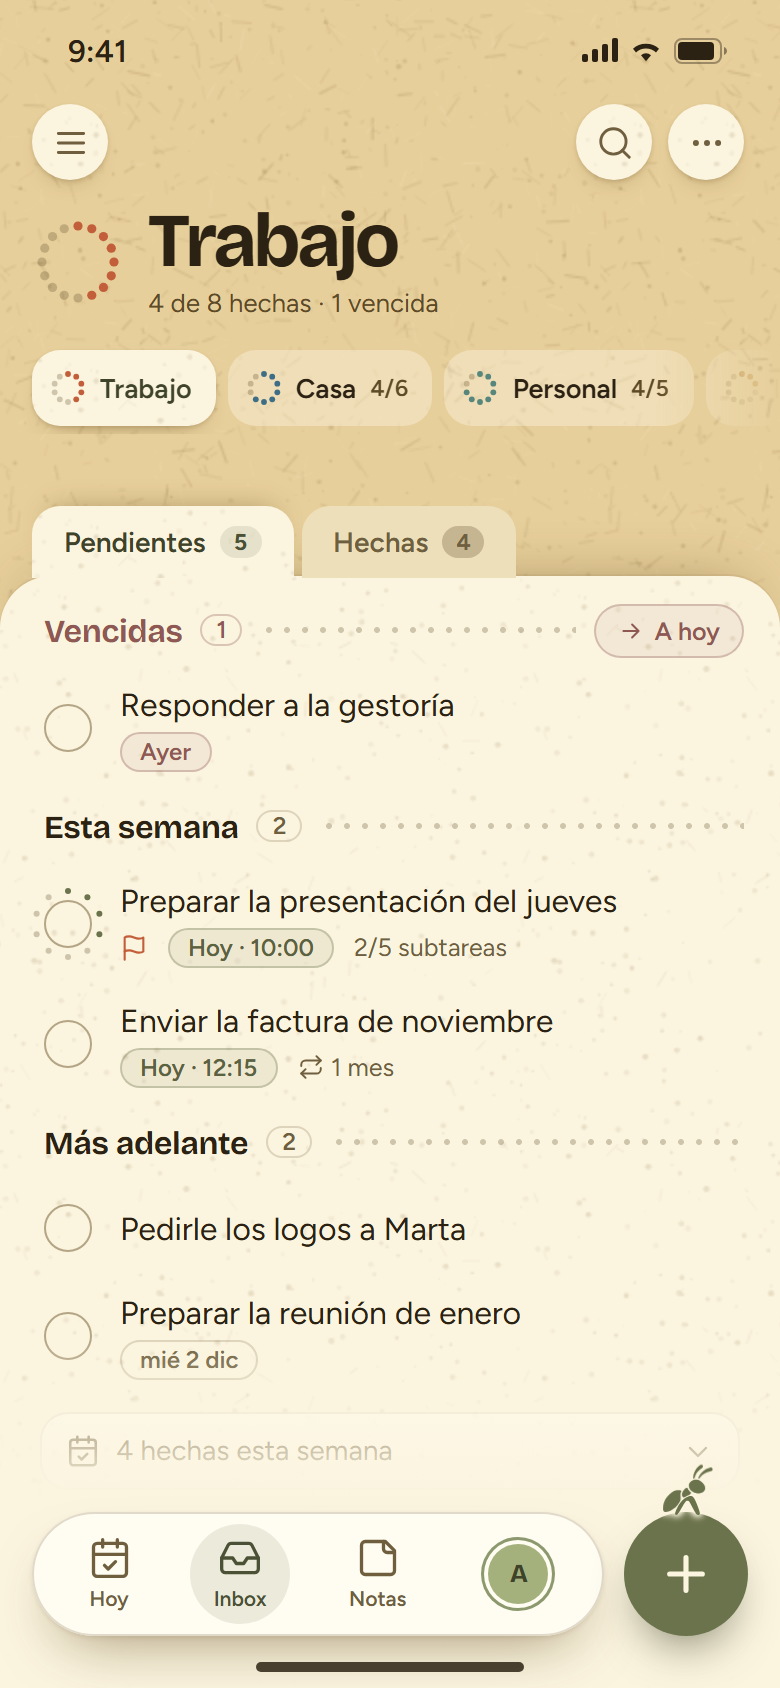 9:41
Trabajo
4 de 8 hechas · 1 vencida
Trabajo
Casa 4/6
Personal 4/5
Pendientes 5
Hechas 4
Vencidas 1
→ A hoy
Responder a la gestoría
Ayer
Esta semana 2
Preparar la presentación del jueves
Hoy · 10:00 2/5 subtareas
Enviar la factura de noviembre
Hoy · 12:15 1 mes
Más adelante 2
Pedirle los logos a Marta
Preparar la reunión de enero
mié 2 dic
4 hechas esta semana
Hoy
Inbox
Notas
A